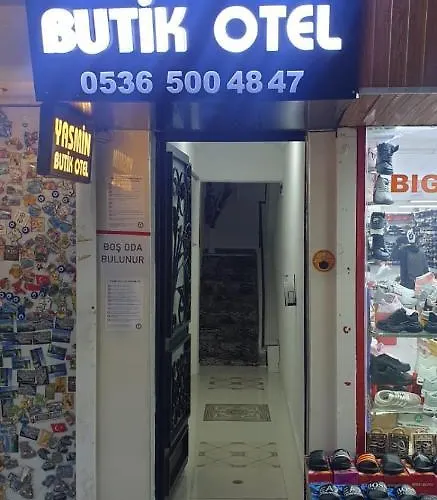 BUTİK OTEL
0536 500 48 47
YASMİN
BUTİK OTEL
BOŞ ODA
BULUNUR
BIG